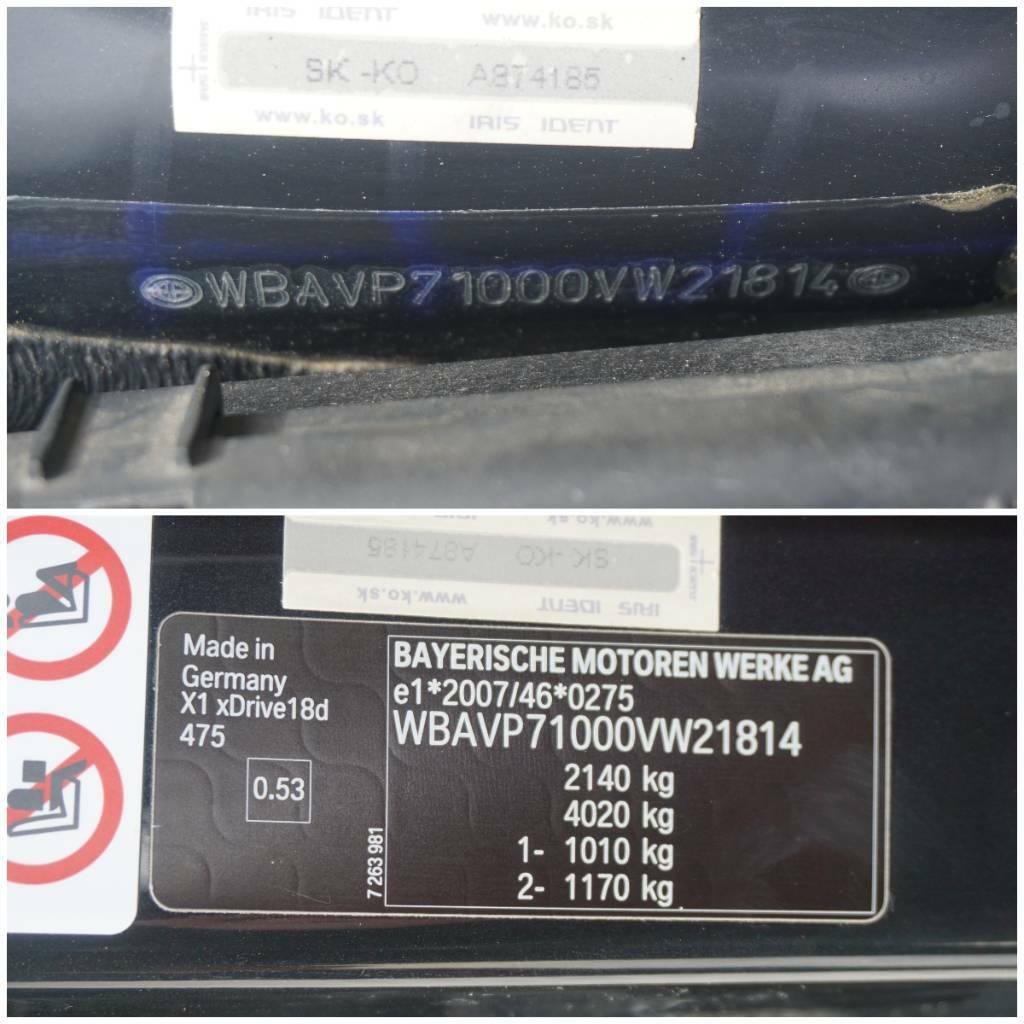 IRIS IDENT www.ko.sk
SK -KO A874185
www.ko.sk IRIS IDENT
WBAVP71000VW21814
www.ko.sk
SK -KO A874185
www.ko.sk IRIS IDENT
Made in
Germany
X1 xDrive18d
475
0.53
7 263 981
BAYERISCHE MOTOREN WERKE AG
e1*2007/46*0275
WBAVP71000VW21814
2140 kg
4020 kg
1- 1010 kg
2- 1170 kg